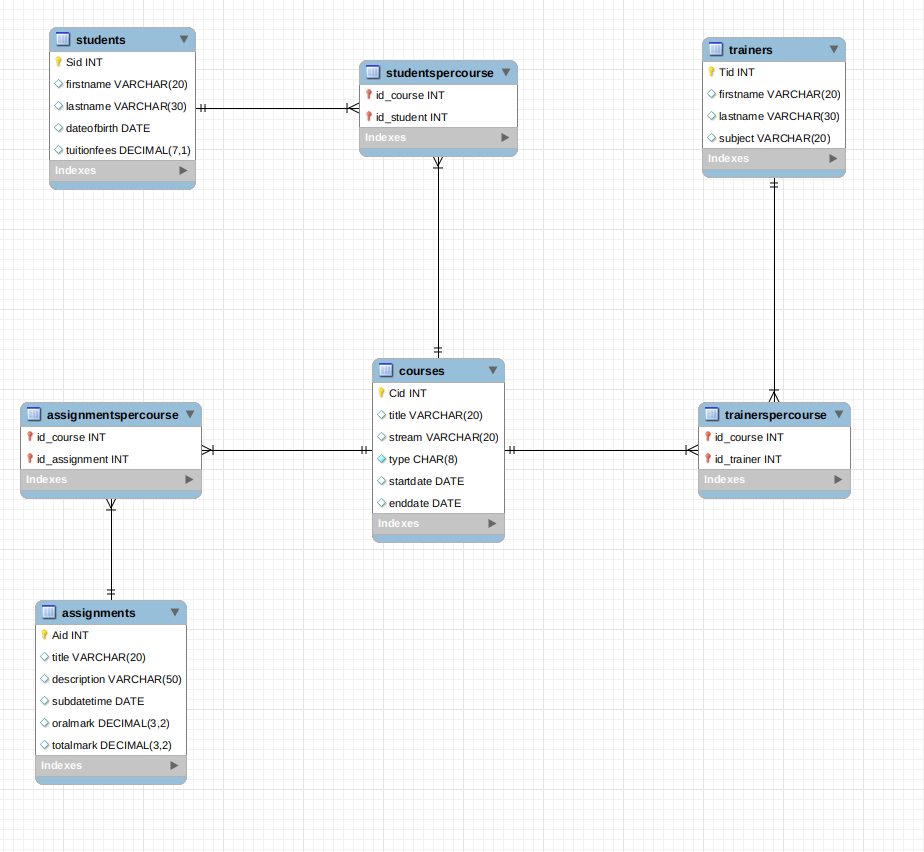 students
Sid INT
firstname VARCHAR(20)
lastname VARCHAR(30)
dateofbirth DATE
tuitionfees DECIMAL(7,1)
Indexes
studentspercourse
id_course INT
id_student INT
Indexes
trainers
Tid INT
firstname VARCHAR(20)
lastname VARCHAR(30)
subject VARCHAR(20)
Indexes
courses
Cid INT
title VARCHAR(20)
stream VARCHAR(20)
type CHAR(8)
startdate DATE
enddate DATE
Indexes
assignmentspercourse
id_course INT
id_assignment INT
Indexes
trainerspercourse
id_course INT
id_trainer INT
Indexes
assignments
Aid INT
title VARCHAR(20)
description VARCHAR(50)
subdatetime DATE
oralmark DECIMAL(3,2)
totalmark DECIMAL(3,2)
Indexes